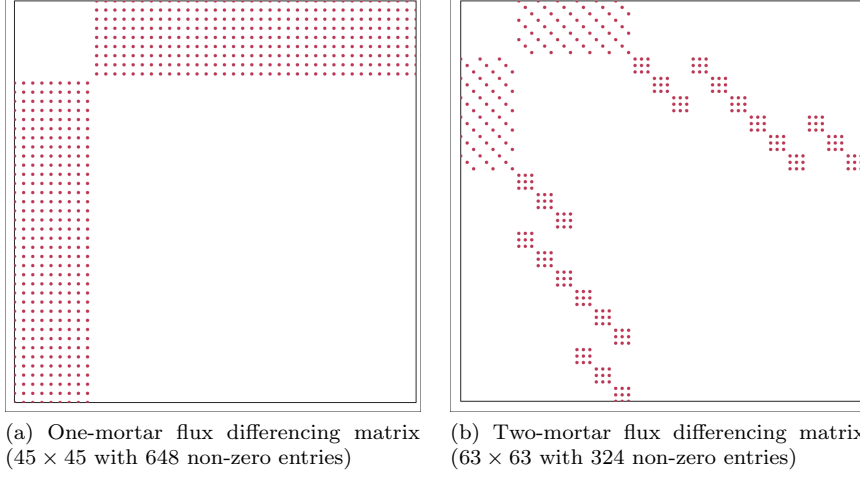 (a) One-mortar flux differencing matrix
(45 × 45 with 648 non-zero entries)
(b) Two-mortar flux differencing matrix
(63 × 63 with 324 non-zero entries)